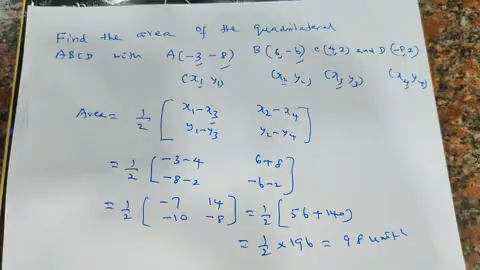 Find the area of the quadrilateral
ABCD with A(-3 -8) B(6, -6) C(4, 2) and D (-8, 2)
(x₁ y₁) (x₂ y₂) (x₃ y₃) (x₄ y₄)
Area = 1/2 [ x₁-x₃ x₂-x₄
y₁-y₃ y₂-y₄ ]
= 1/2 [ -3-4 6+8
-8-2 -6-2 ]
= 1/2 [ -7 14
-10 -8 ] = 1/2 [56+140]
= 1/2 × 196 = 98 units